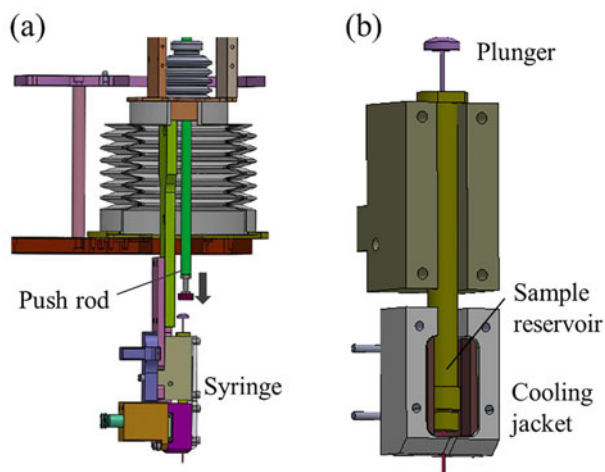 (a)
Push rod
Syringe
(b)
Plunger
Sample
reservoir
Cooling
jacket